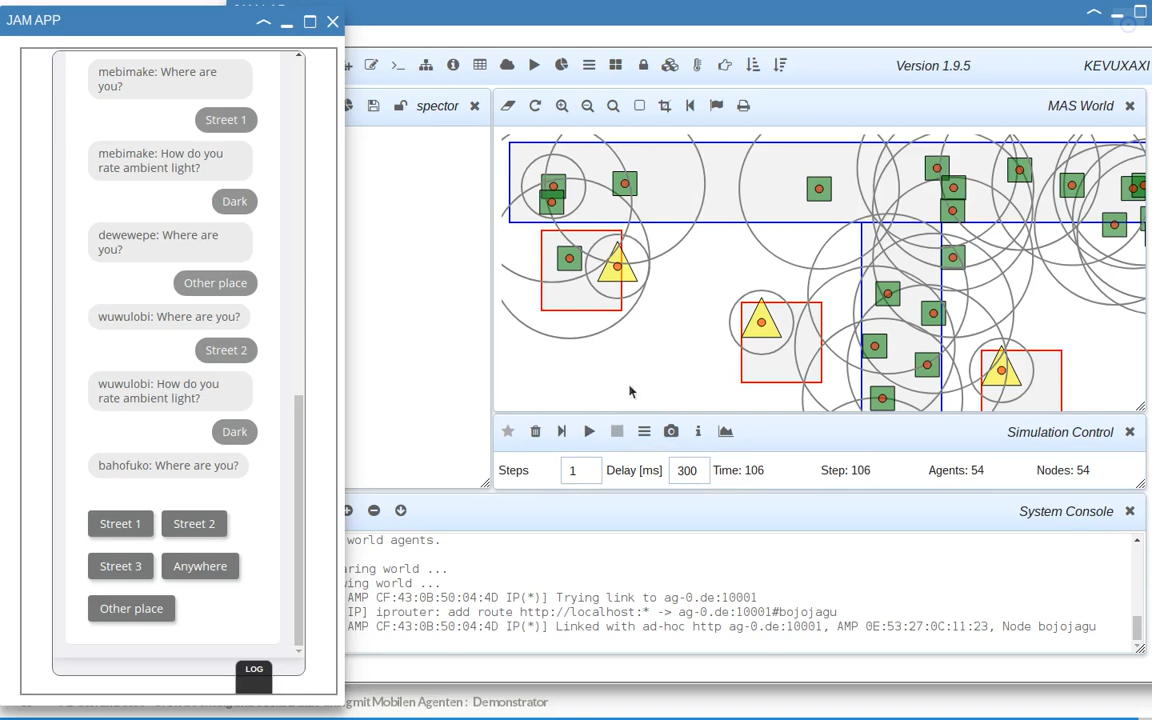 JAM APP
mebimake: Where are
you?
Street 1
mebimake: How do you
rate ambient light?
Dark
dewewepe: Where are
you?
Other place
wuwulobi: Where are you?
Street 2
wuwulobi: How do you
rate ambient light?
Dark
bahofuko: Where are you?
Street 1
Street 2
Street 3
Anywhere
Other place
LOG
Version 1.9.5
KEVUXAXI
spector
MAS World
Simulation Control
Steps
1
Delay [ms]
300
Time: 106
Step: 106
Agents: 54
Nodes: 54
System Console
world agents.
aring world ...
wing world ...
AMP CF:43:0B:50:04:4D IP(*)] Trying link to ag-0.de:10001
IP] iprouter: add route http://localhost:* -> ag-0.de:10001#bojojagu
AMP CF:43:0B:50:04:4D IP(*)] Linked with ad-hoc http ag-0.de:10001, AMP 0E:53:27:0C:11:23, Node bojojagu
mit Mobilen Agenten : Demonstrator